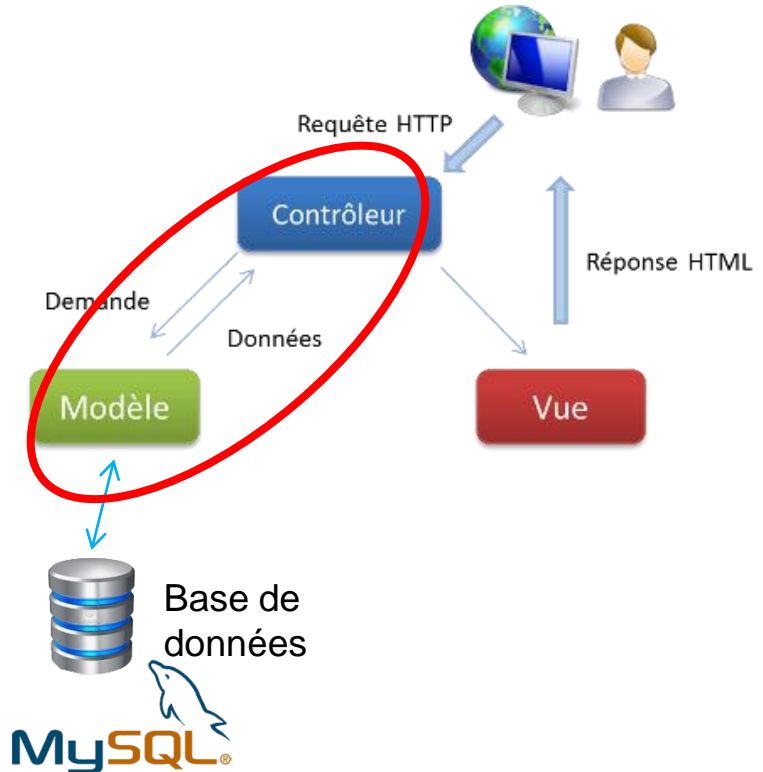 Requête HTTP
Contrôleur
Réponse HTML
Demande
Données
Modèle
Vue
Base de
données
MySQL®